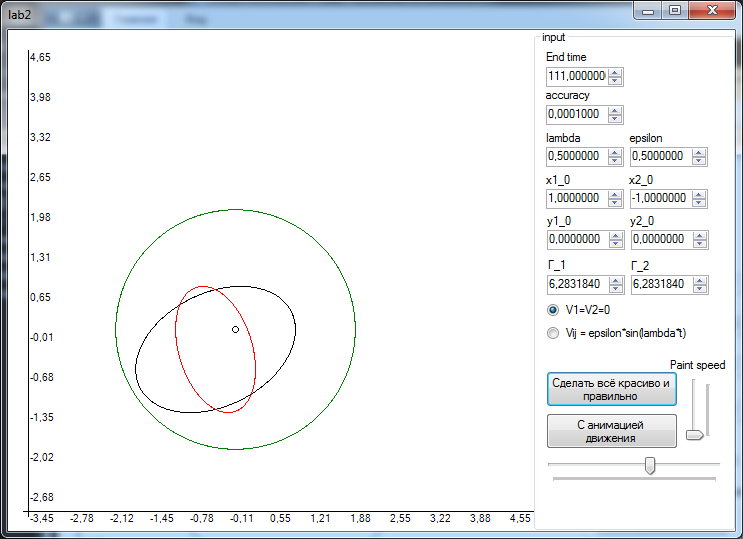 lab2
4,65
3,98
3,32
2,65
1,98
1,31
0,65
-0,01
-0,68
-1,35
-2,02
-2,68
-3,45 -2,78 -2,12 -1,45 -0,78 -0,11 0,55 1,21 1,88 2,55 3,22 3,88 4,55
input
End time
111,000000
accuracy
0,0001000
lambda epsilon
0,5000000 0,5000000
x1_0 x2_0
1,0000000 -1,0000000
y1_0 y2_0
0,0000000 0,0000000
Г_1 Г_2
6,2831840 6,2831840
V1=V2=0
Vij = epsilon*sin(lambda*t)
Paint speed
Сделать всё красиво и
правильно
С анимацией
движения